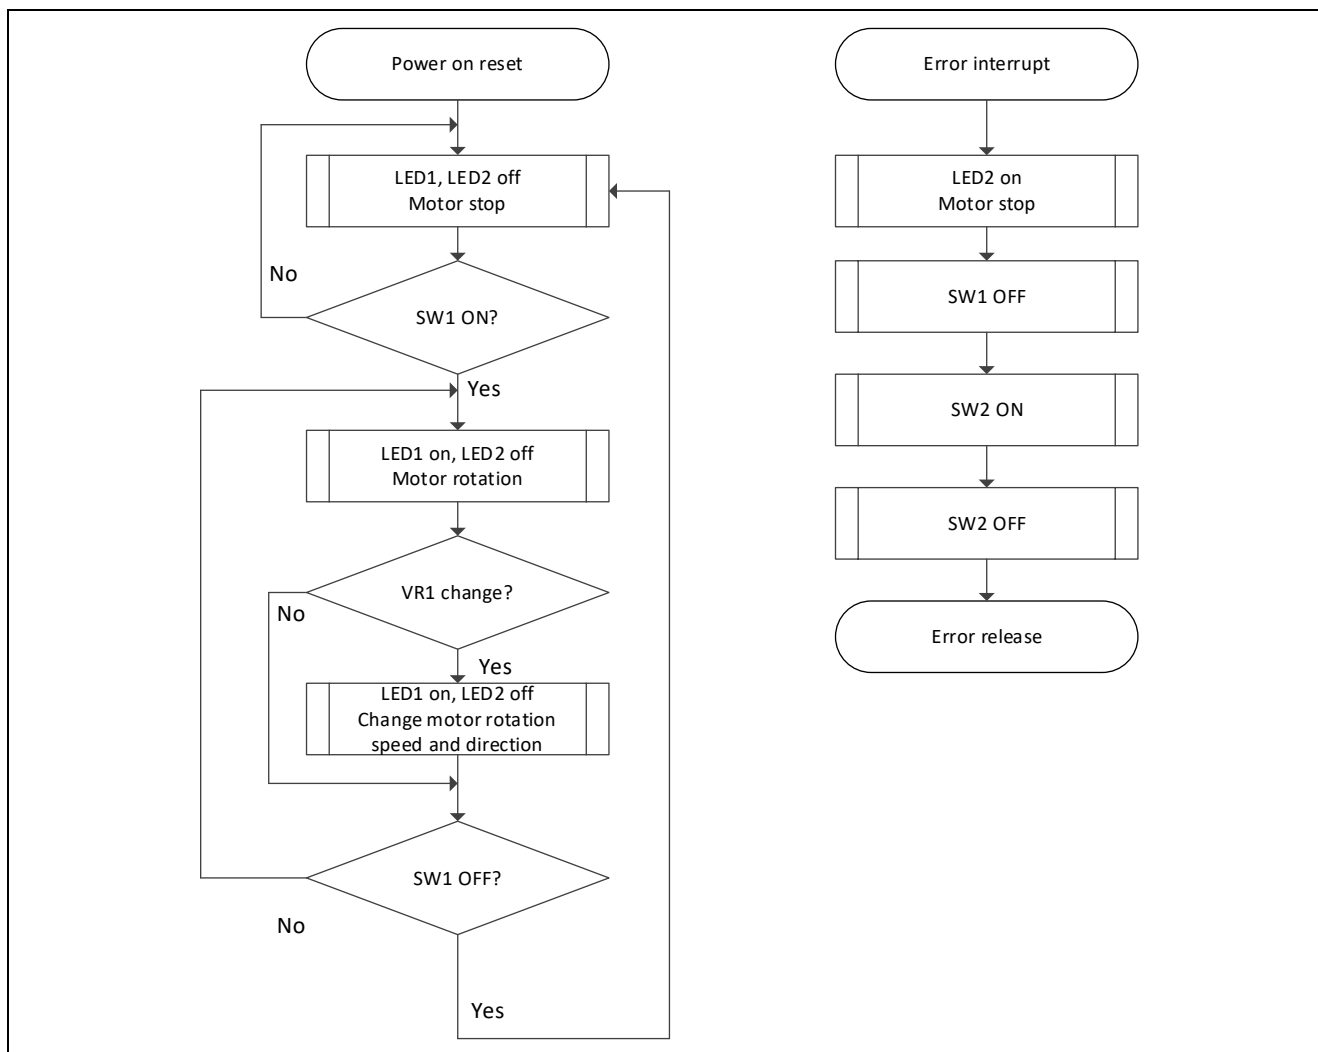 Power on reset
LED1, LED2 off
Motor stop
No
SW1 ON?
Yes
LED1 on, LED2 off
Motor rotation
VR1 change?
No
Yes
LED1 on, LED2 off
Change motor rotation
speed and direction
SW1 OFF?
No
Yes
Error interrupt
LED2 on
Motor stop
SW1 OFF
SW2 ON
SW2 OFF
Error release